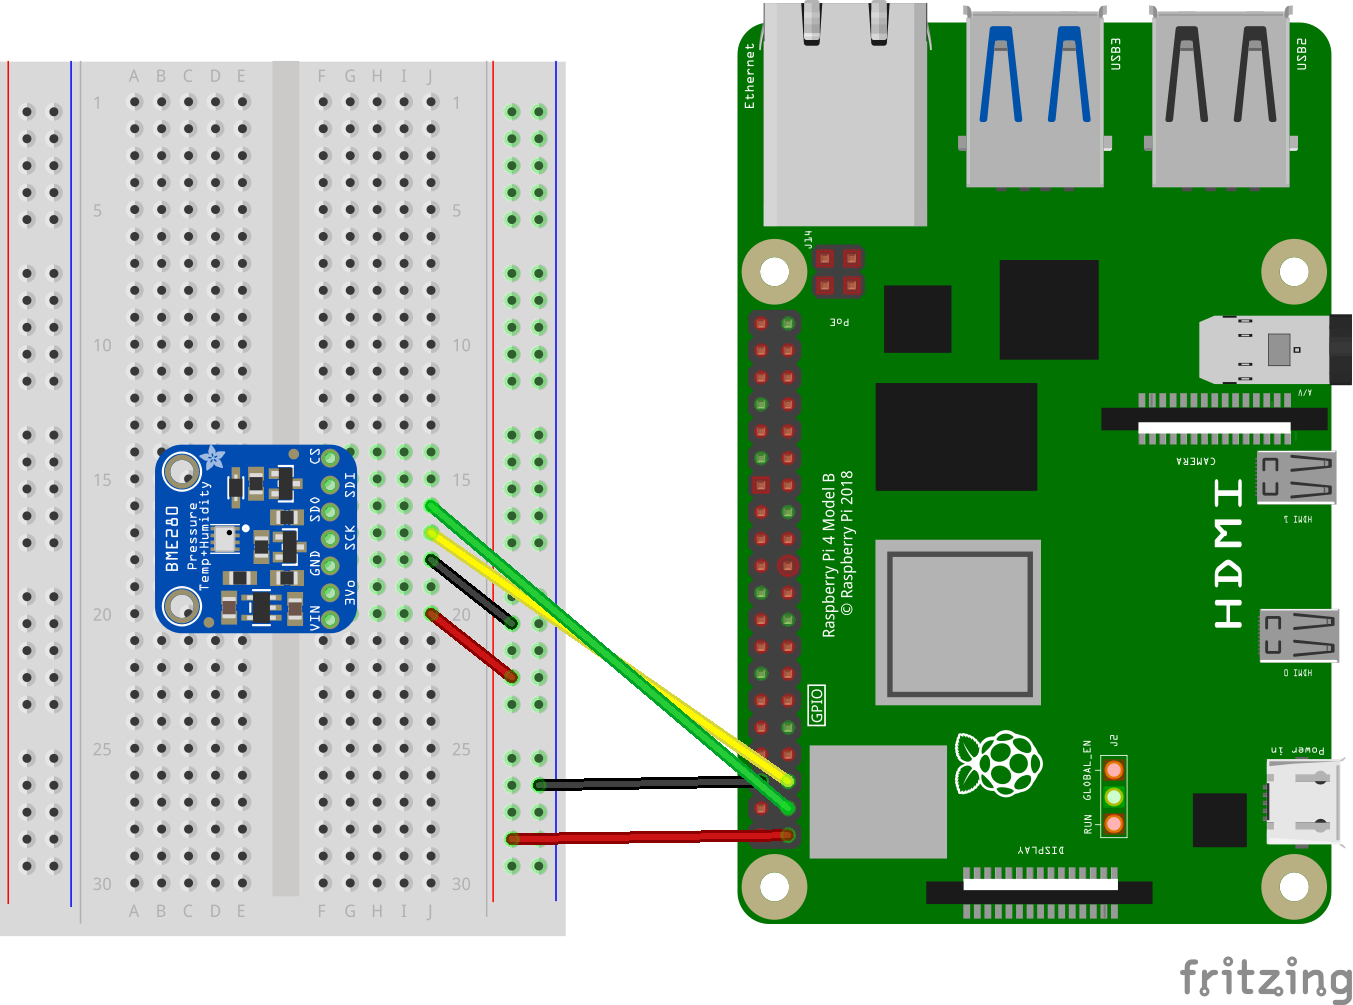 A B C D E F G H I J
1 1
5 5
10 10
15 15
20 20
25 25
30 30
A B C D E F G H I J
BME280
Pressure
Temp+Humidity
CS
SDI
SDO
SCK
GND
3Vo
VIN
Ethernet
USB3
USB2
J14
PoE
A/V
CAMERA
HDMI
HDMI 1
HDMI 0
Raspberry Pi 4 Model B
© Raspberry Pi 2018
GPIO
J2
GLOBAL_EN
RUN
Power in
DISPLAY
fritzing